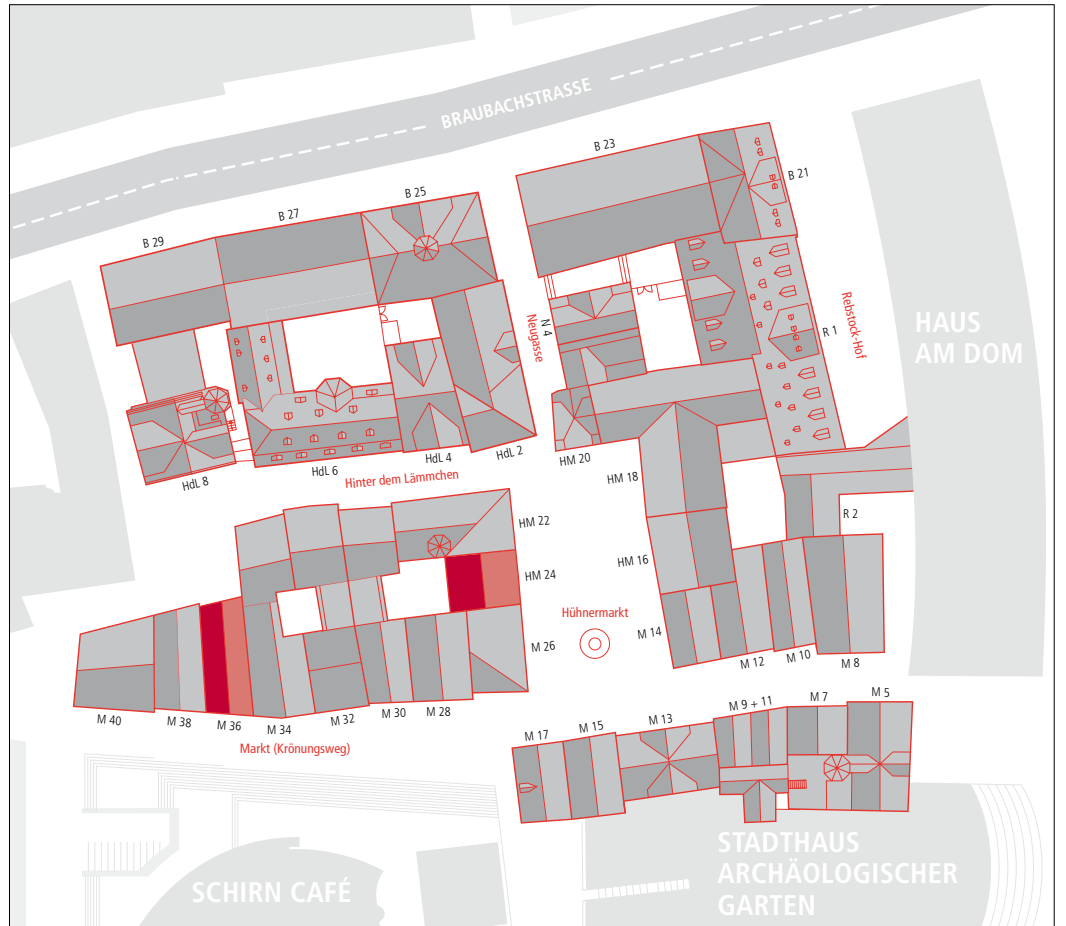 BRAUBACHSTRASSE
B 23
B 21
B 25
B 27
B 29
Neugasse
N 4
R 1
Rebstock-Hof
HAUS
AM DOM
HdL 2
HdL 4
HdL 6
HdL 8
Hinter dem Lämmchen
HM 20
HM 18
R 2
HM 22
HM 16
HM 24
Hühnermarkt
M 14
M 26
M 12
M 10
M 8
M 40
M 38
M 36
M 34
M 32
M 30
M 28
Markt (Krönungsweg)
M 17
M 15
M 13
M 9 + 11
M 7
M 5
STADTHAUS
ARCHÄOLOGISCHER
GARTEN
SCHIRN CAFÉ